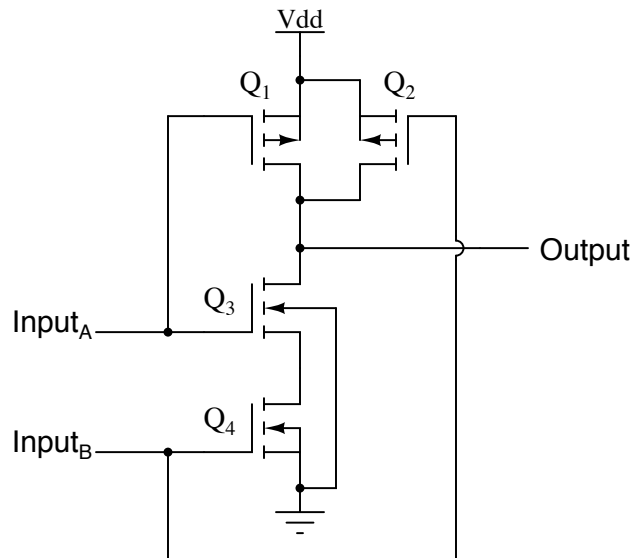 Vdd
Q1 Q2
Output
Q3
InputA
Q4
InputB